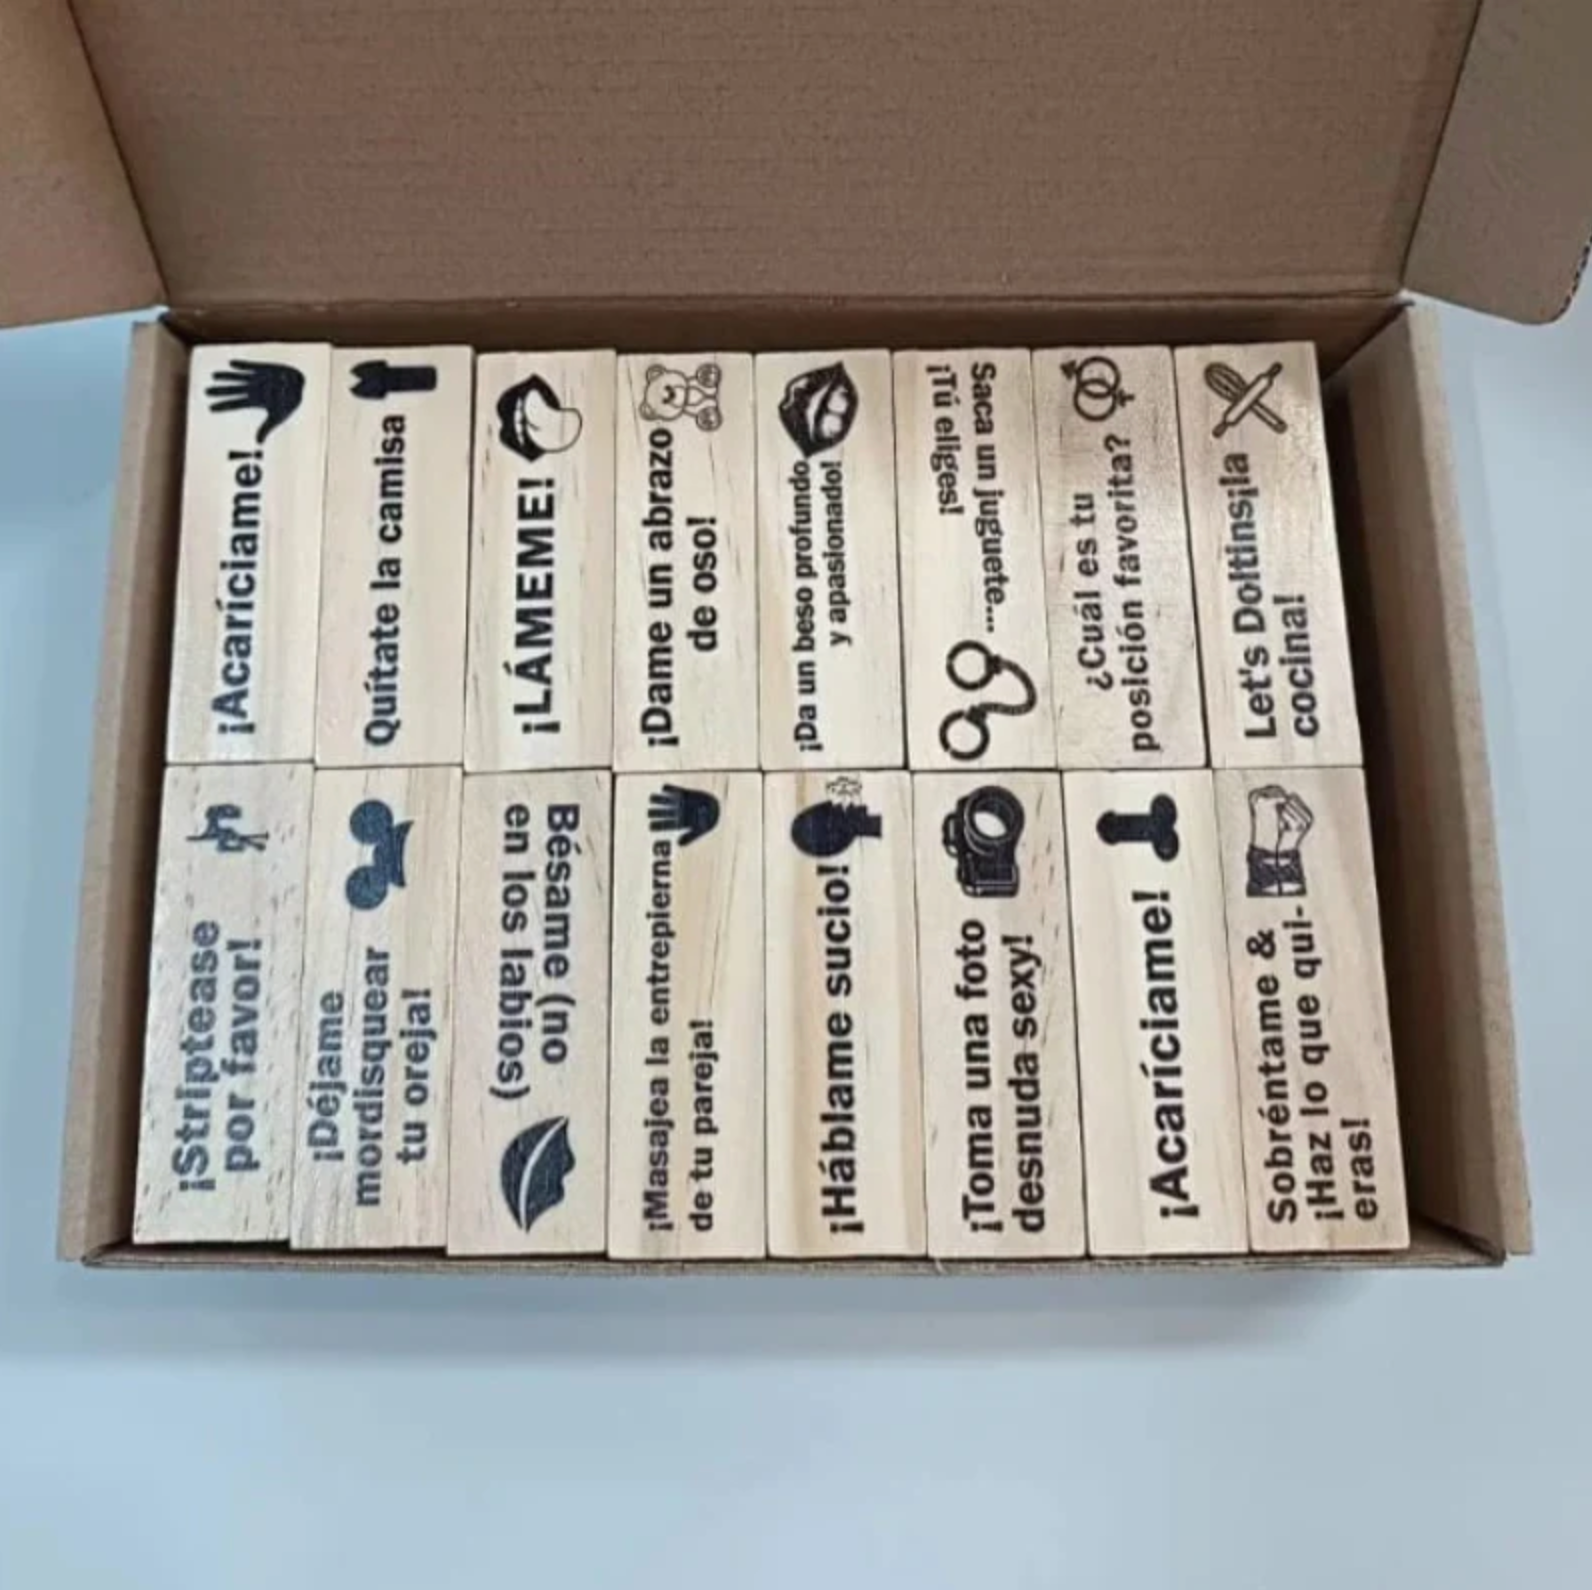 ¡Acaríciame!
Quítate la camisa
¡LÁMEME!
¡Dame un abrazo
de oso!
¡Da un beso profundo
y apasionado!
Saca un juguete...
¡Tú eliges!
¿Cuál es tu
posición favorita?
Let's Doltins¡la
cocina!
¡Striptease
por favor!
¡Déjame
mordisquear
tu oreja!
Bésame (no
en los labios)
¡Masajea la entrepierna
de tu pareja!
¡Háblame sucio!
¡Toma una foto
desnuda sexy!
¡Acaríciame!
Sobréntame &
¡Haz lo que qui-
eras!